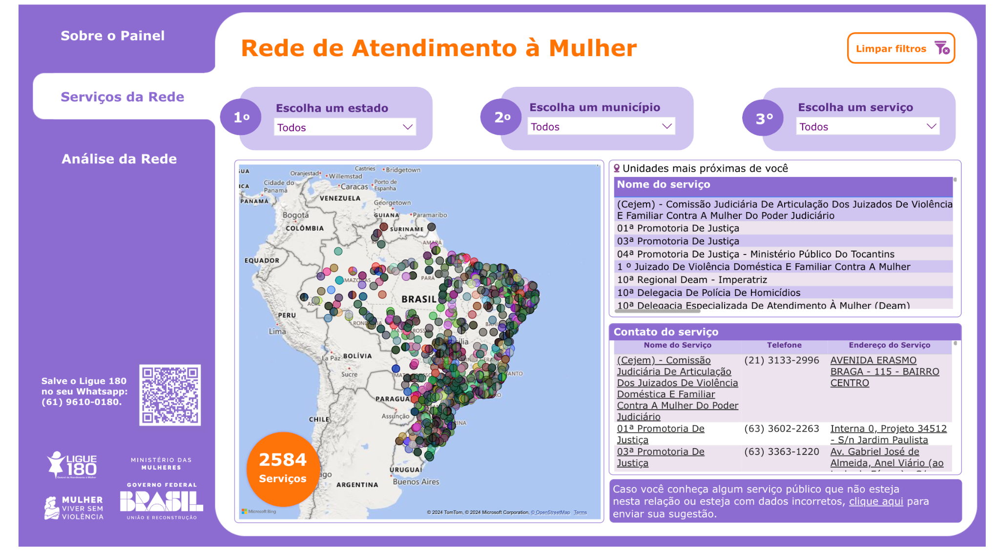 Sobre o Painel
Serviços da Rede
Análise da Rede
Salve o Ligue 180
no seu Whatsapp:
(61) 9610-0180.
LIGUE
180
Central de Atendimento à Mulher
MINISTÉRIO DAS
MULHERES
MULHER
VIVER SEM
VIOLÊNCIA
GOVERNO FEDERAL
BRASIL
UNIÃO E RECONSTRUÇÃO
Rede de Atendimento à Mulher
Limpar filtros
1º
Escolha um estado
Todos
2º
Escolha um município
Todos
3°
Escolha um serviço
Todos
GUA
Oranjestad
Willemstad
Castries
Bridgetown
ICA
Cidade do
Panamá
Caracas
Porto de
Espanha
PANAMÁ
VENEZUELA
Georgetown
Bogotá
GUIANA
Paramaribo
COLÔMBIA
SURINAME
AMAPÁ
EQUADOR
AMAZONAS
PARÁ
BRASIL
PERU
Lima
BOLÍVIA
La Paz
Sucre
PARAGUA
Assunção
CHILE
URUGUAI
Buenos Aires
ARGENTINA
2584
Serviços
Microsoft Bing
© 2024 TomTom, © 2024 Microsoft Corporation, © OpenStreetMap Terms
Unidades mais próximas de você
Nome do serviço
(Cejem) - Comissão Judiciária De Articulação Dos Juizados De Violência
E Familiar Contra A Mulher Do Poder Judiciário
01ª Promotoria De Justiça
03ª Promotoria De Justiça
04ª Promotoria De Justiça - Ministério Público Do Tocantins
1 º Juizado De Violência Doméstica E Familiar Contra A Mulher
10ª Regional Deam - Imperatriz
10ª Delegacia De Polícia De Homicídios
10ª Delegacia Especializada De Atendimento À Mulher (Deam)
Contato do serviço
Nome do Serviço Telefone Endereço do Serviço
(Cejem) - Comissão (21) 3133-2996 AVENIDA ERASMO
Judiciária De Articulação BRAGA - 115 - BAIRRO
Dos Juizados De Violência CENTRO
Doméstica E Familiar
Contra A Mulher Do Poder
Judiciário
01ª Promotoria De (63) 3602-2263 Interna 0, Projeto 34512
Justiça - S/n Jardim Paulista
03ª Promotoria De (63) 3363-1220 Av. Gabriel José de
Justiça Almeida, Anel Viário (ao
Caso você conheça algum serviço público que não esteja
nesta relação ou esteja com dados incorretos, clique aqui para
enviar sua sugestão.